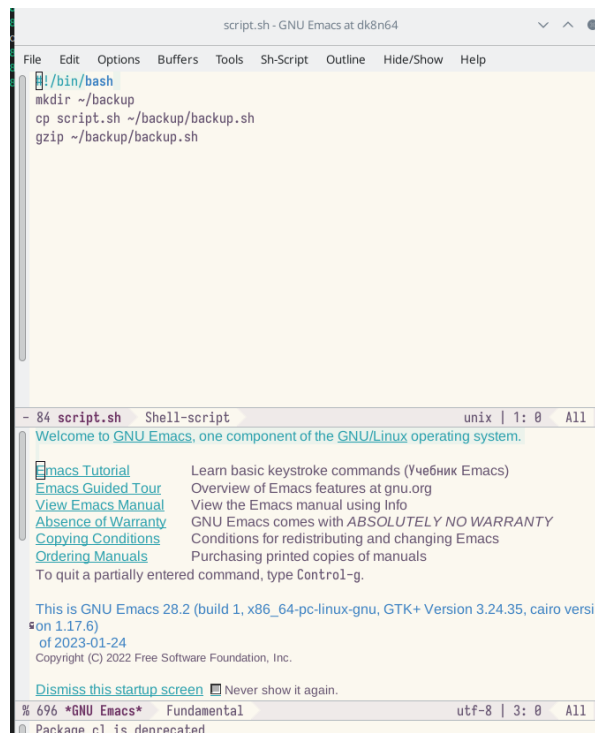 script.sh - GNU Emacs at dk8n64
File Edit Options Buffers Tools Sh-Script Outline Hide/Show Help
#!/bin/bash
mkdir ~/backup
cp script.sh ~/backup/backup.sh
gzip ~/backup/backup.sh
- 84 script.sh Shell-script unix | 1: 0 All
Welcome to GNU Emacs, one component of the GNU/Linux operating system.
Emacs Tutorial Learn basic keystroke commands (Учебник Emacs)
Emacs Guided Tour Overview of Emacs features at gnu.org
View Emacs Manual View the Emacs manual using Info
Absence of Warranty GNU Emacs comes with ABSOLUTELY NO WARRANTY
Copying Conditions Conditions for redistributing and changing Emacs
Ordering Manuals Purchasing printed copies of manuals
To quit a partially entered command, type Control-g.
This is GNU Emacs 28.2 (build 1, x86_64-pc-linux-gnu, GTK+ Version 3.24.35, cairo versi
on 1.17.6)
of 2023-01-24
Copyright (C) 2022 Free Software Foundation, Inc.
Dismiss this startup screen Never show it again.
% 696 *GNU Emacs* Fundamental utf-8 | 3: 0 All
Package cl is deprecated